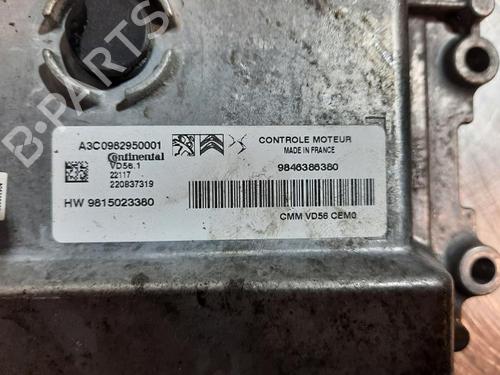 A3C0982950001
Continental
VD56.1
22117
220837319
HW 9815023380
CONTROLE MOTEUR
MADE IN FRANCE
9846386380
CMM VD56 CEM0
B-PARTS